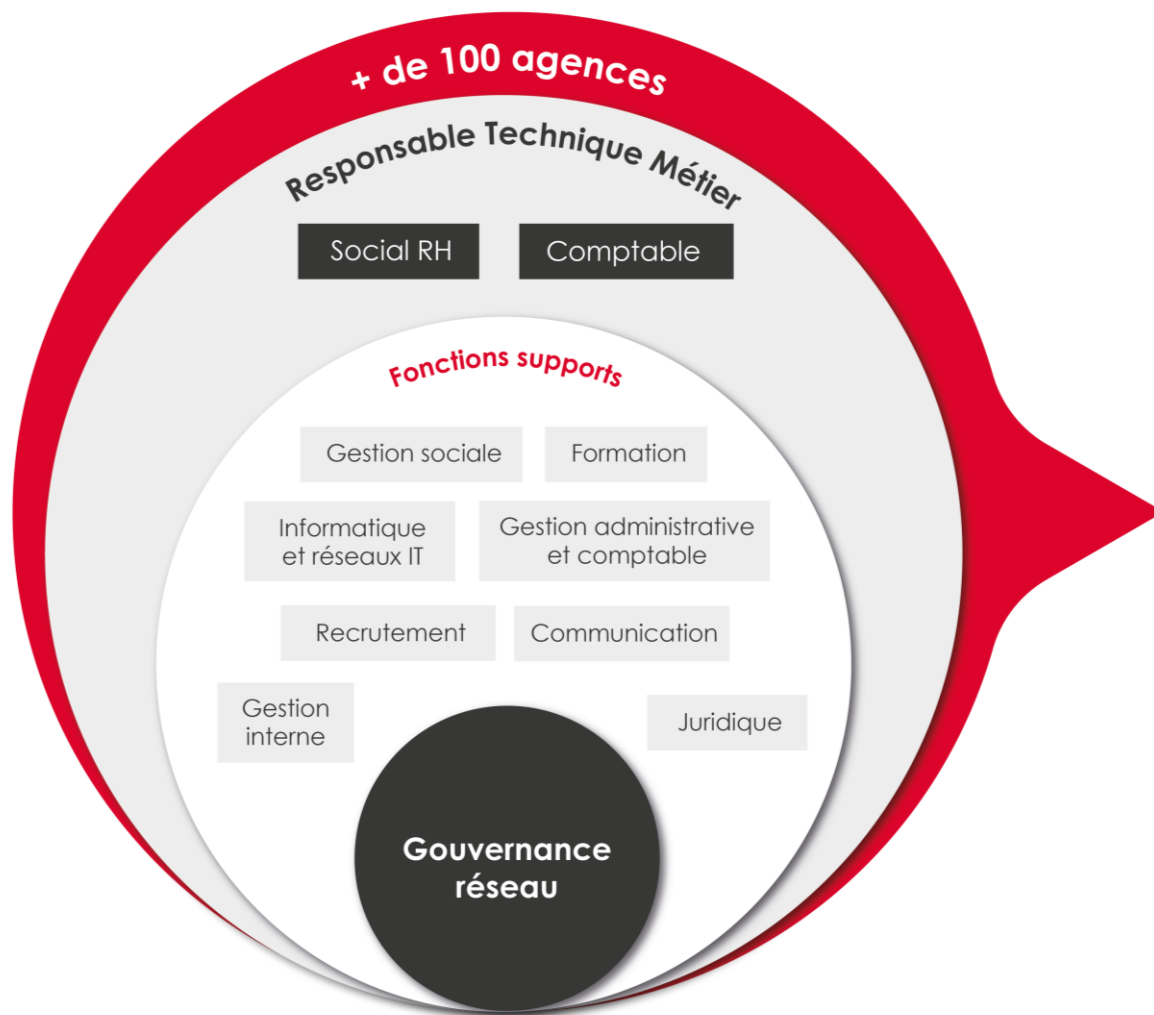 + de 100 agences
Responsable Technique Métier
Social RH
Comptable
Fonctions supports
Gestion sociale
Formation
Informatique
et réseaux IT
Gestion administrative
et comptable
Recrutement
Communication
Gestion
interne
Juridique
Gouvernance
réseau